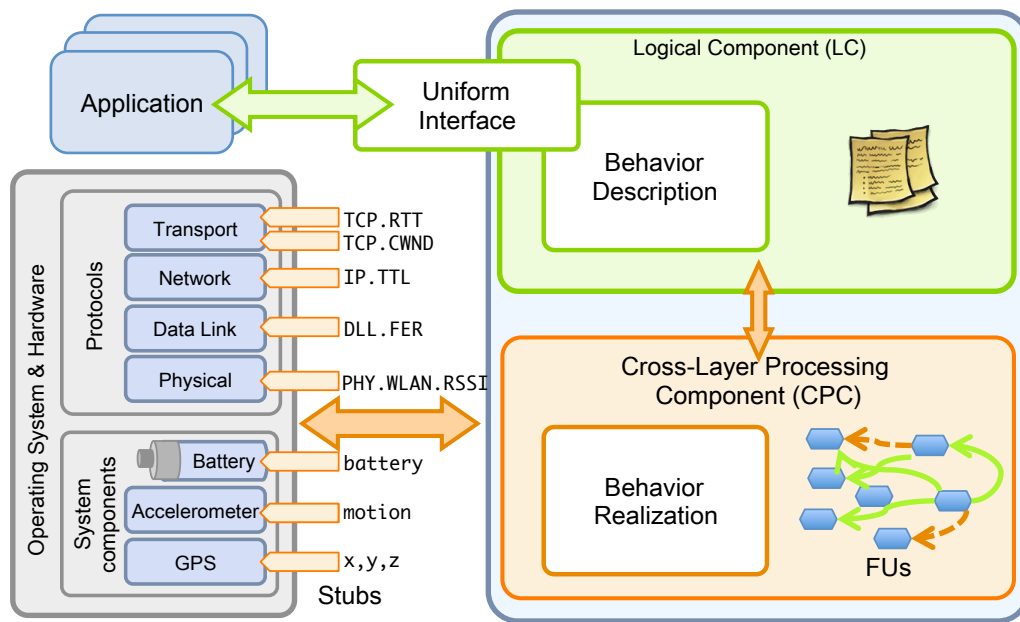 Application
Uniform
Interface
Logical Component (LC)
Behavior
Description
Operating System & Hardware
Protocols
Transport
TCP.RTT
TCP.CWND
Network
IP.TTL
Data Link
DLL.FER
Physical
PHY.WLAN.RSSI
System
components
Battery
battery
Accelerometer
motion
GPS
x,y,z
Stubs
Cross-Layer Processing
Component (CPC)
Behavior
Realization
FUs